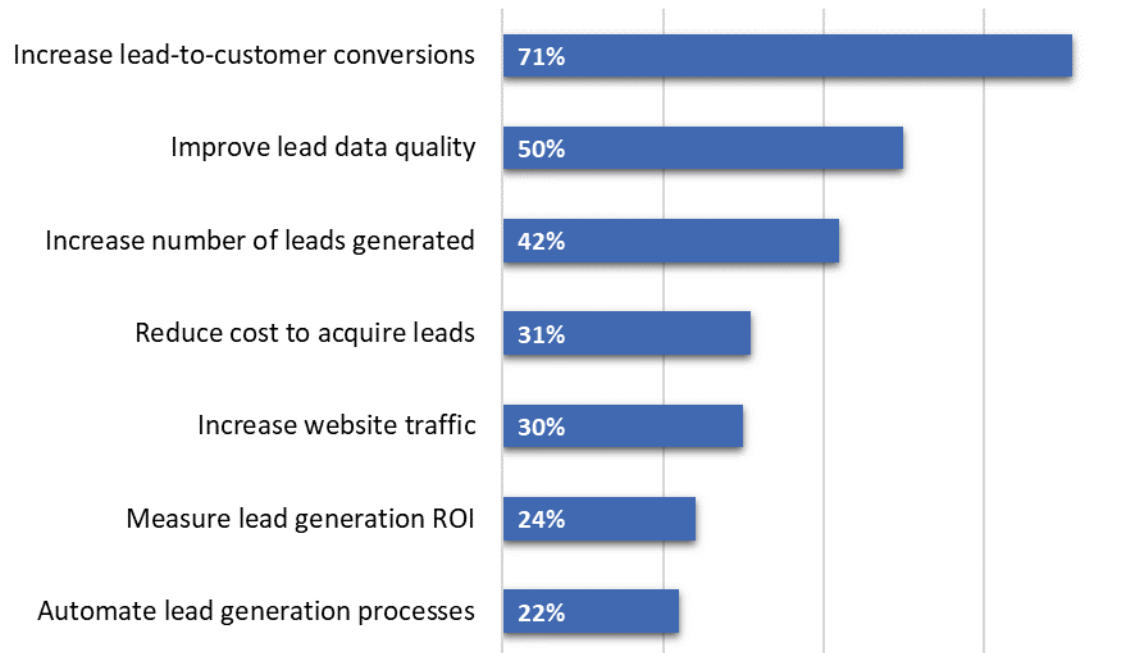 Increase lead-to-customer conversions 71%
Improve lead data quality 50%
Increase number of leads generated 42%
Reduce cost to acquire leads 31%
Increase website traffic 30%
Measure lead generation ROI 24%
Automate lead generation processes 22%